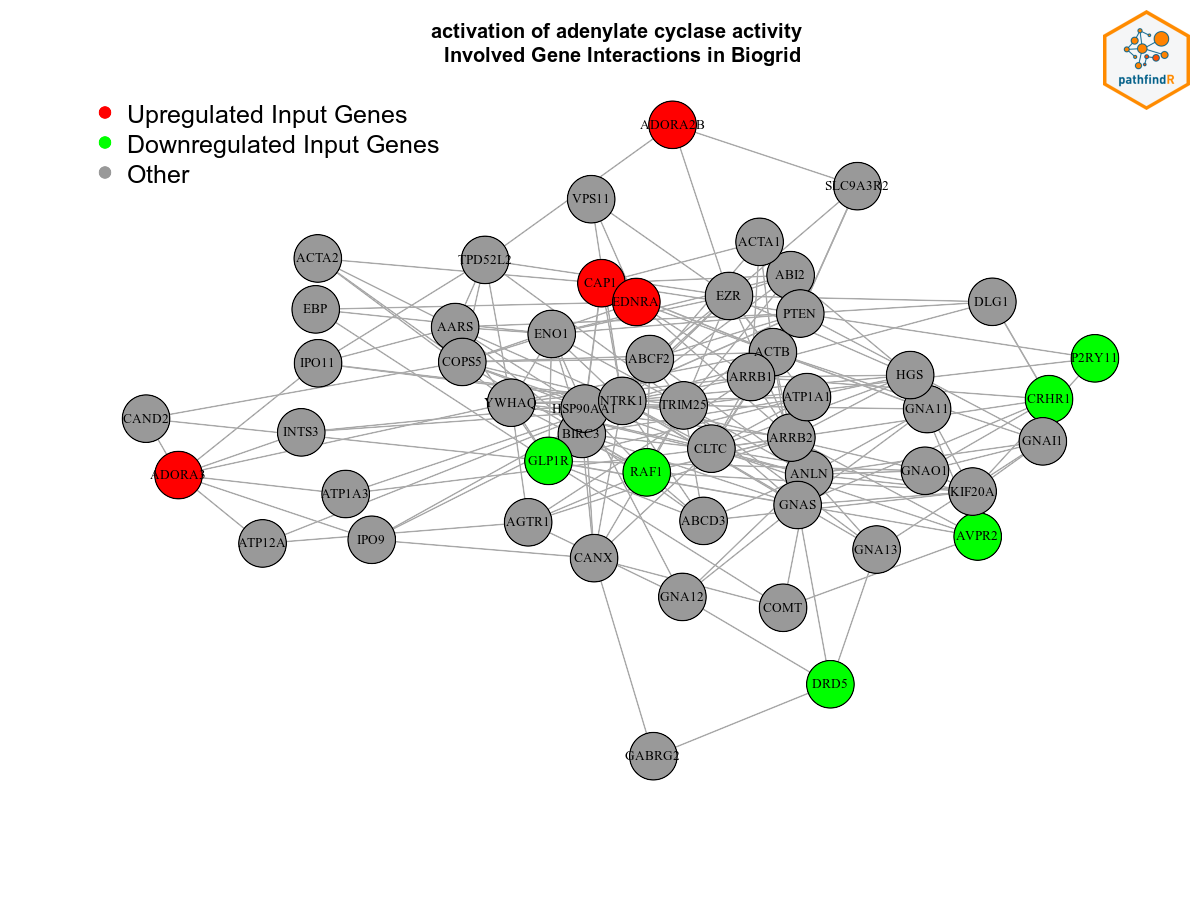 activation of adenylate cyclase activity
Involved Gene Interactions in Biogrid
pathfindR
Upregulated Input Genes
Downregulated Input Genes
Other
ADORA2B
SLC9A3R2
VPS11
ACTA1
ACTA2
TPD52L2
ABI2
CAP1
EDNRA
EZR
DLG1
EBP
PTEN
AARS
ENO1
ACTB
ABCF2
P2RY11
IPO11
COPS5
ARRB1
HGS
ATP1A1
CRHR1
YWHAQ
HSP90AA1
NTRK1
TRIM25
GNA11
CAND2
INTS3
BIRC3
ARRB2
GNAI1
CLTC
GLP1R
RAF1
ANLN
GNAO1
ADORA3
ATP1A3
KIF20A
GNAS
AGTR1
ABCD3
AVPR2
ATP12A
IPO9
GNA13
CANX
GNA12
COMT
DRD5
GABRG2